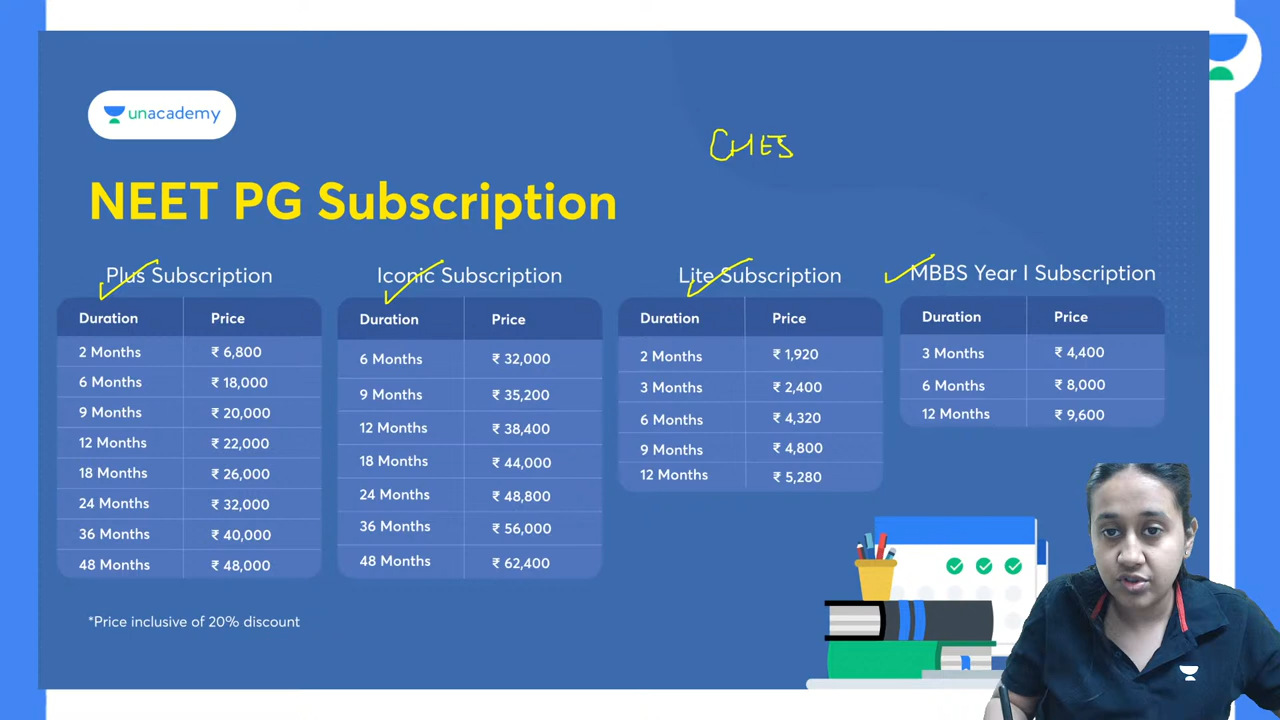 unacademy
CHES
NEET PG Subscription
Plus Subscription
Duration Price
2 Months ₹ 6,800
6 Months ₹ 18,000
9 Months ₹ 20,000
12 Months ₹ 22,000
18 Months ₹ 26,000
24 Months ₹ 32,000
36 Months ₹ 40,000
48 Months ₹ 48,000
Iconic Subscription
Duration Price
6 Months ₹ 32,000
9 Months ₹ 35,200
12 Months ₹ 38,400
18 Months ₹ 44,000
24 Months ₹ 48,800
36 Months ₹ 56,000
48 Months ₹ 62,400
Lite Subscription
Duration Price
2 Months ₹ 1,920
3 Months ₹ 2,400
6 Months ₹ 4,320
9 Months ₹ 4,800
12 Months ₹ 5,280
MBBS Year I Subscription
Duration Price
3 Months ₹ 4,400
6 Months ₹ 8,000
12 Months ₹ 9,600
*Price inclusive of 20% discount